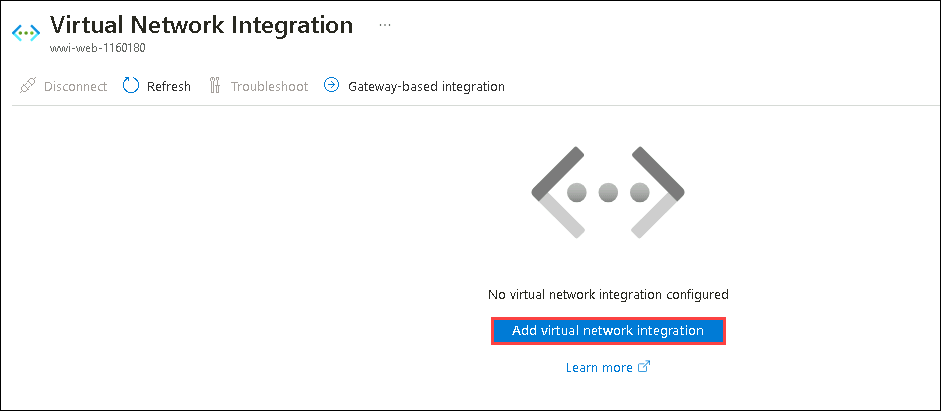 Virtual Network Integration ...
wwi-web-1160180
Disconnect Refresh Troubleshoot Gateway-based integration
No virtual network integration configured
Add virtual network integration
Learn more